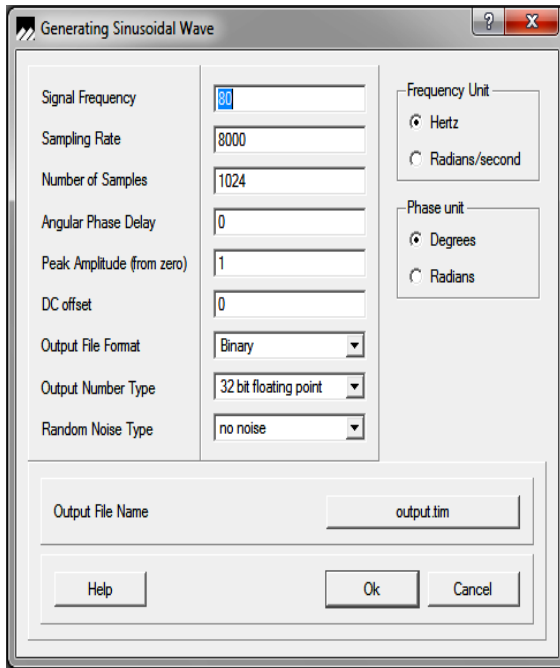 Generating Sinusoidal Wave
Signal Frequency 80
Sampling Rate 8000
Number of Samples 1024
Angular Phase Delay 0
Peak Amplitude (from zero) 1
DC offset 0
Output File Format Binary
Output Number Type 32 bit floating point
Random Noise Type no noise
Frequency Unit
Hertz
Radians/second
Phase unit
Degrees
Radians
Output File Name output.tim
Help Ok Cancel